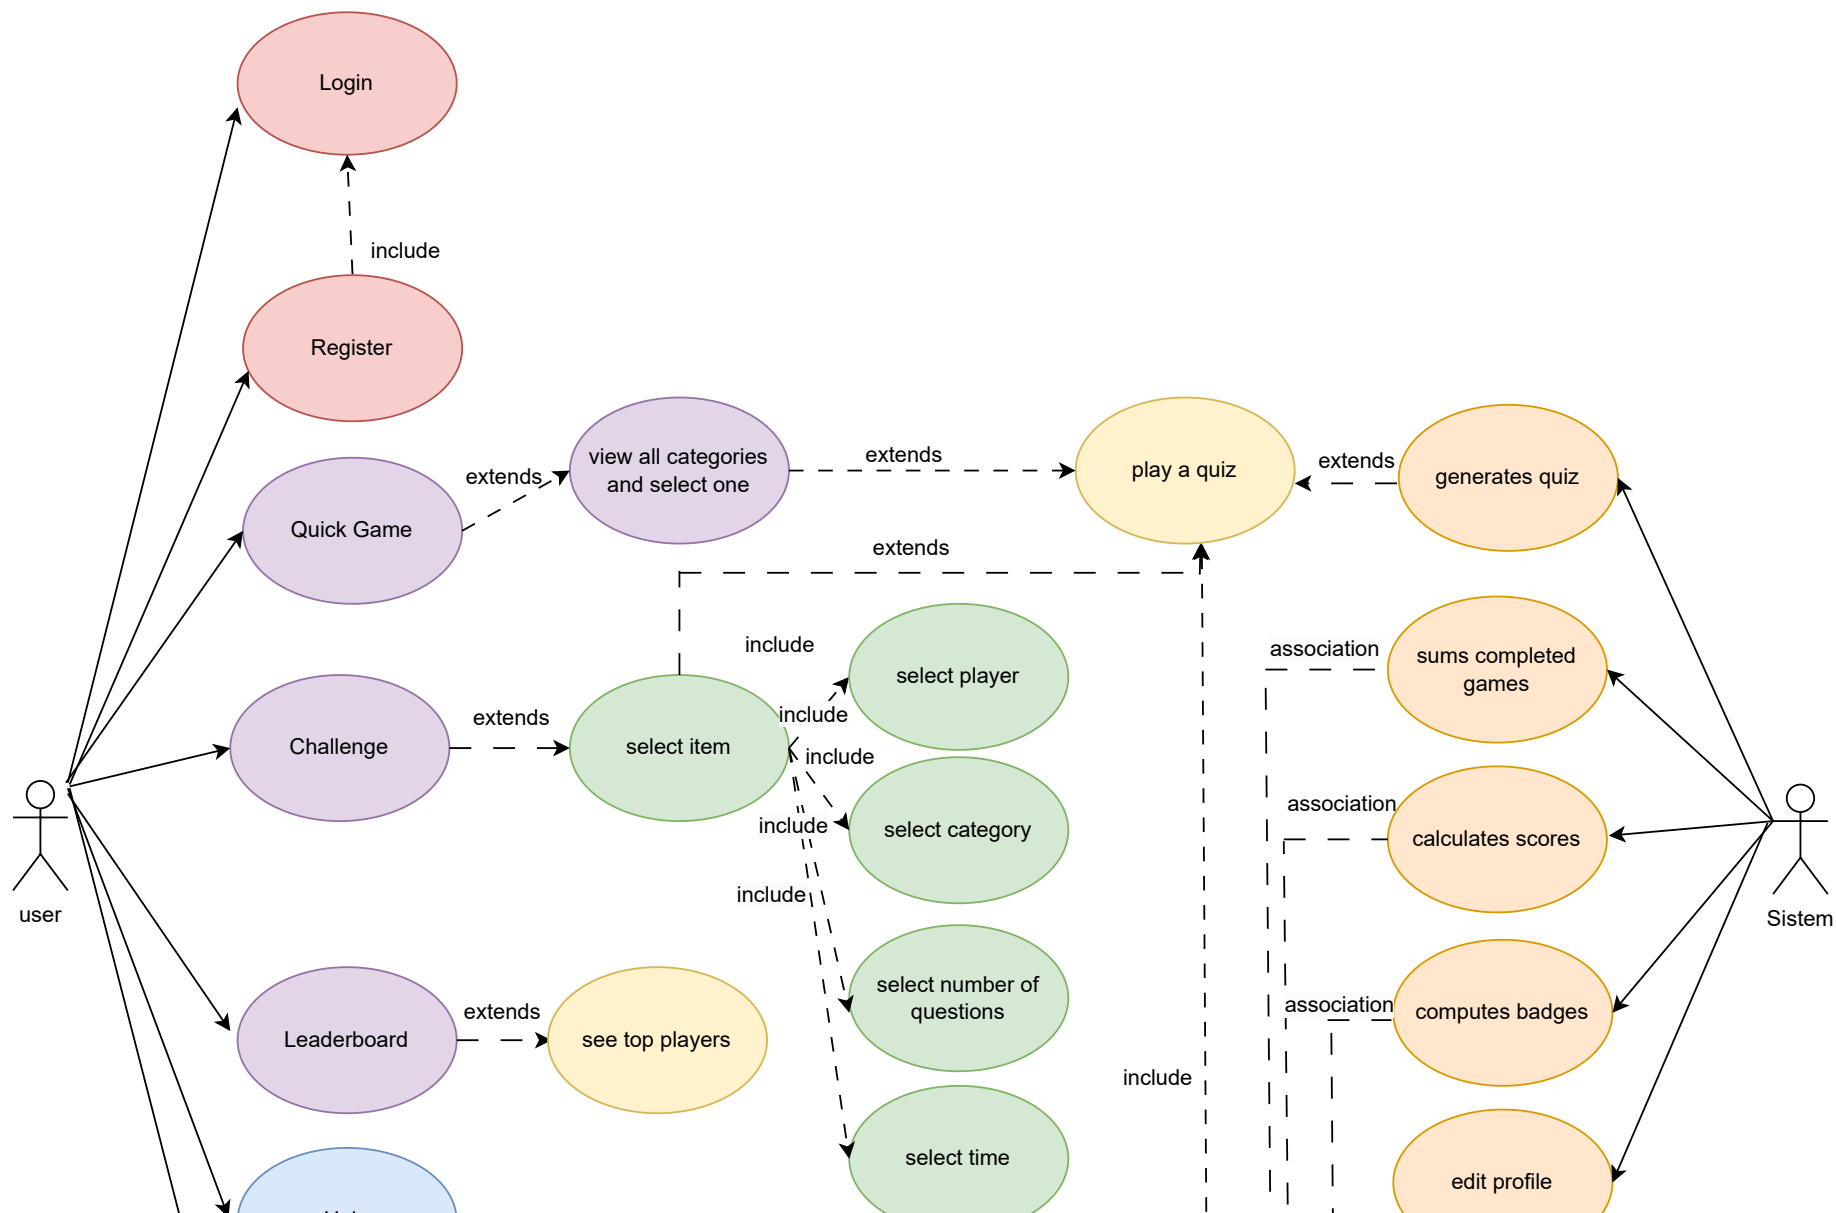 Login
include
Register
extends
view all categories
and select one
extends
play a quiz
extends
generates quiz
Quick Game
extends
include
select player
association
sums completed
games
Challenge
extends
select item
include
include
include
select category
association
calculates scores
include
user
Sistem
select number of
questions
association
computes badges
Leaderboard
extends
see top players
include
select time
edit profile